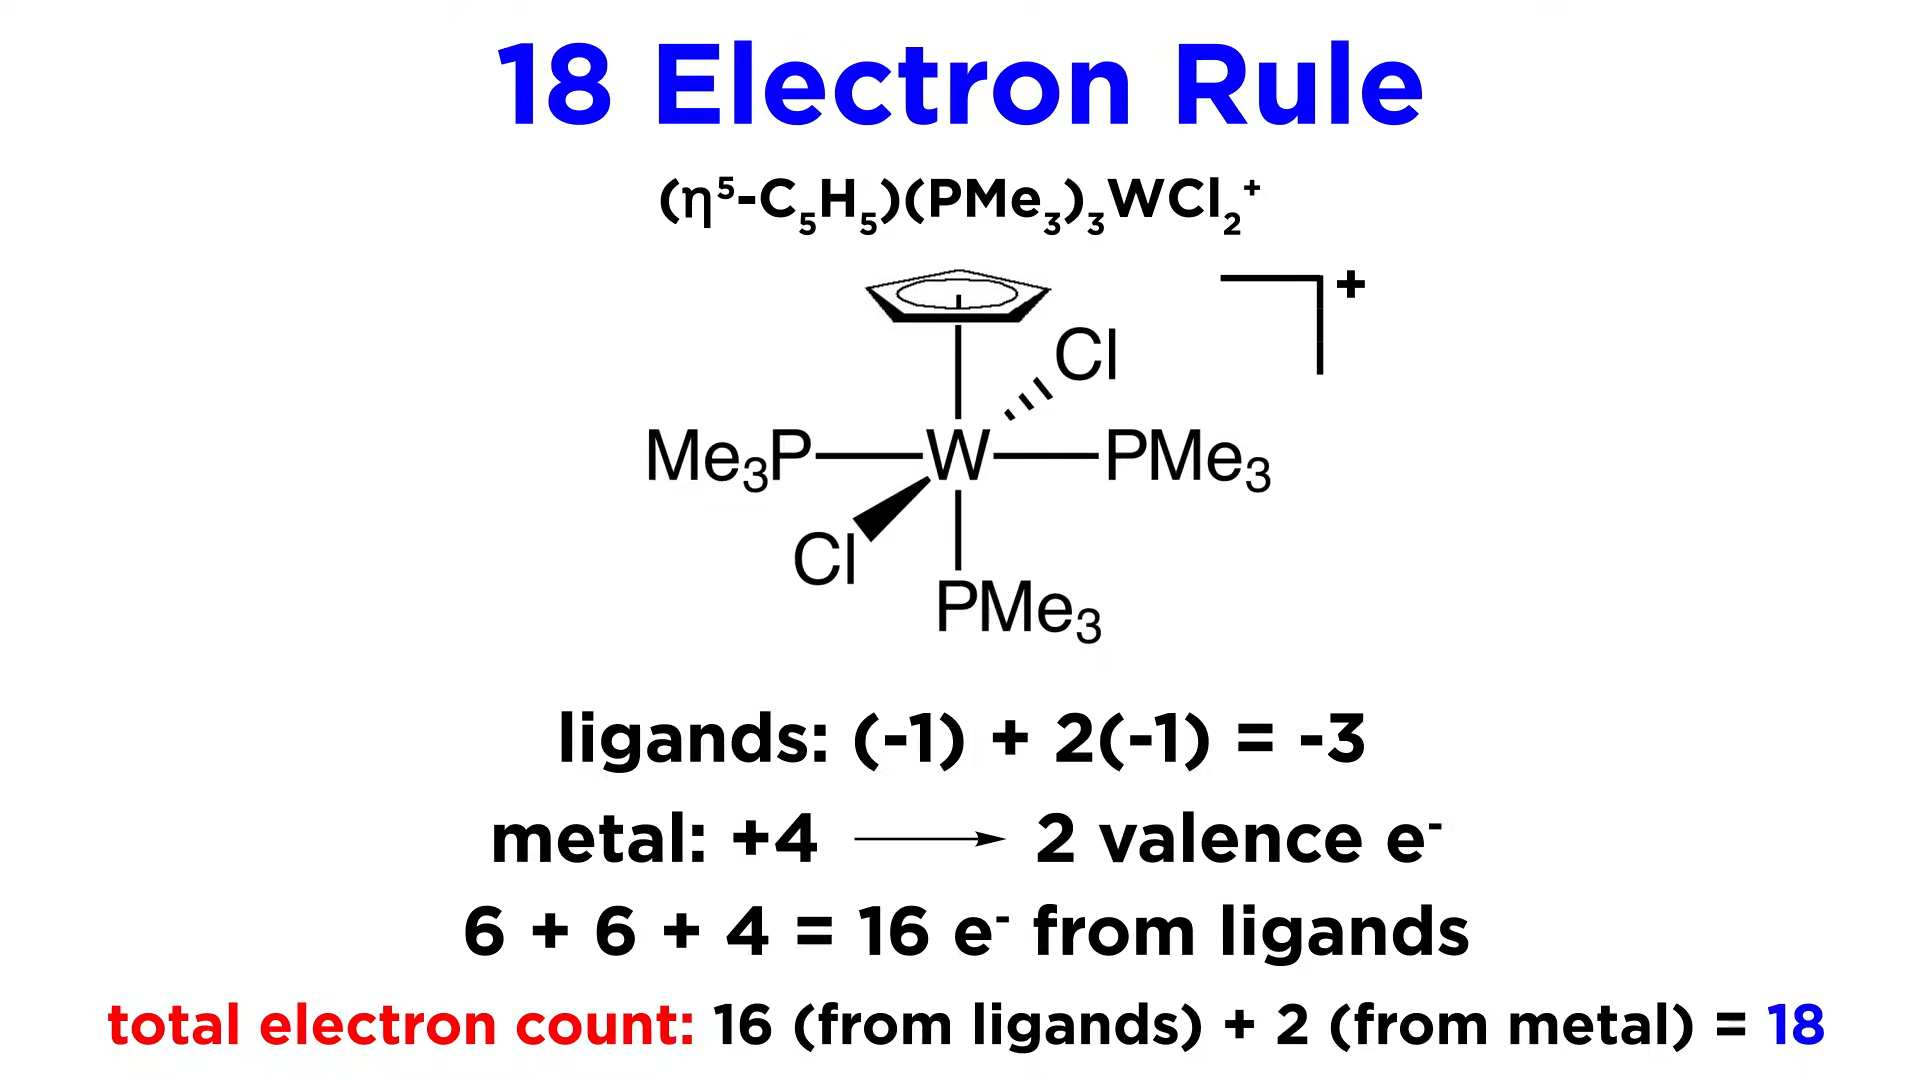 18 Electron Rule
(η⁵-C₅H₅)(PMe₃)₃WCl₂⁺
+
Cl
Me₃P W PMe₃
Cl
PMe₃
ligands: (-1) + 2(-1) = -3
metal: +4 ⟶ 2 valence e⁻
6 + 6 + 4 = 16 e⁻ from ligands
total electron count: 16 (from ligands) + 2 (from metal) = 18